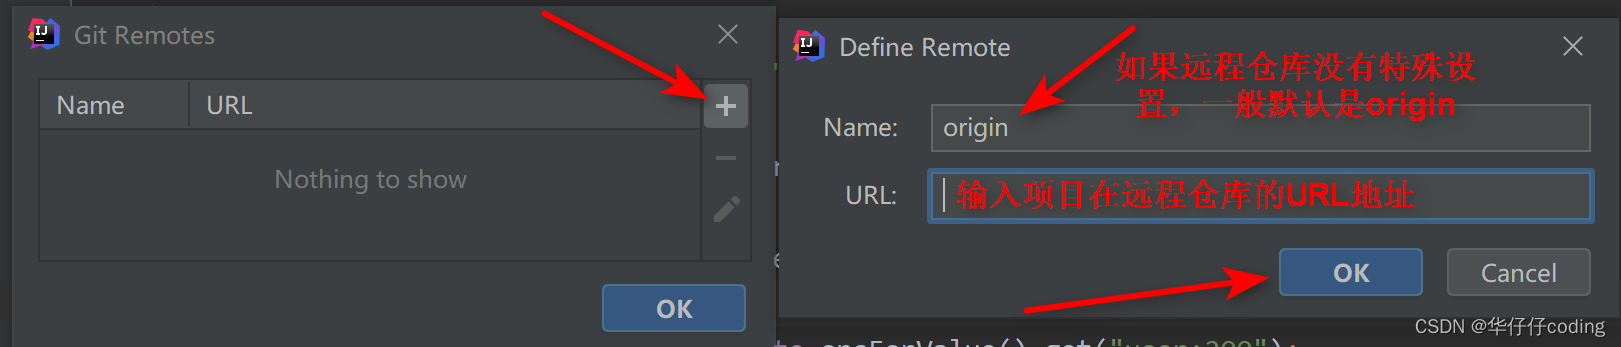 Git Remotes
Name URL
Nothing to show
OK
Define Remote
如果远程仓库没有特殊设
置，一般默认是origin
Name: origin
URL: 输入项目在远程仓库的URL地址
OK Cancel
CSDN @华仔仔coding